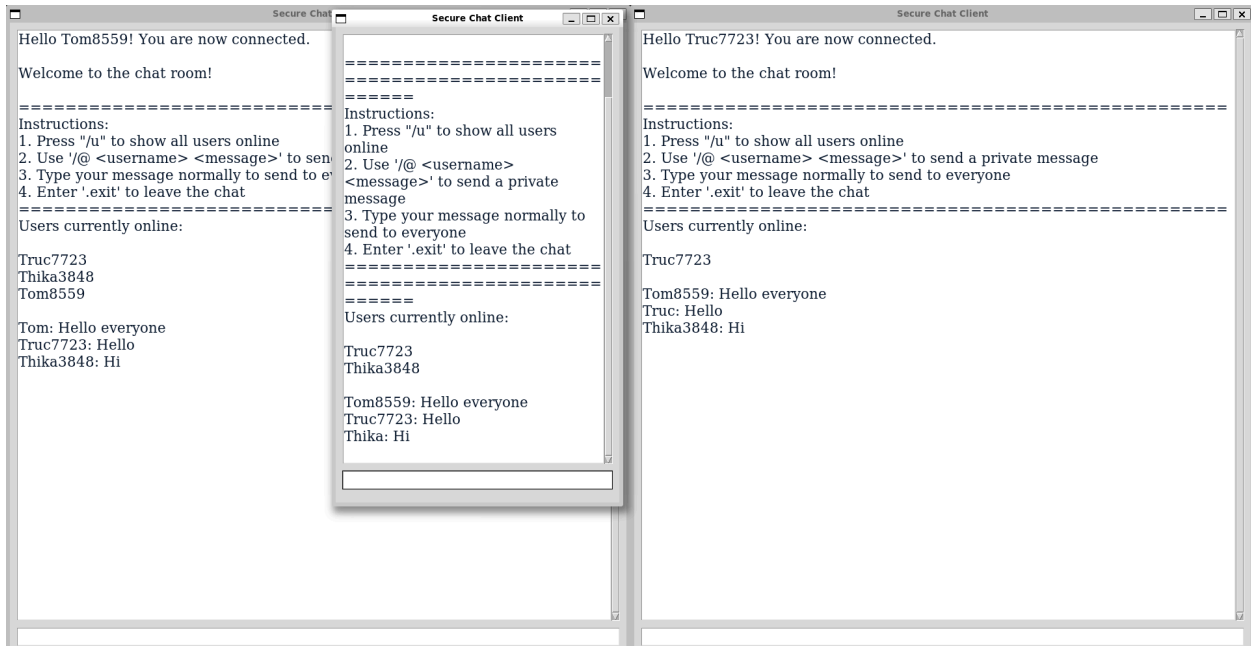 Secure Chat
Hello Tom8559! You are now connected.
Welcome to the chat room!
==================================
Instructions:
1. Press "/u" to show all users online
2. Use '/@ <username> <message>' to sen
3. Type your message normally to send to ev
4. Enter '.exit' to leave the chat
==================================
Users currently online:
Truc7723
Thika3848
Tom8559
Tom: Hello everyone
Truc7723: Hello
Thika3848: Hi
Secure Chat Client
======================
======================
======
Instructions:
1. Press "/u" to show all users
online
2. Use '/@ <username>
<message>' to send a private
message
3. Type your message normally to
send to everyone
4. Enter '.exit' to leave the chat
======================
======================
======
Users currently online:
Truc7723
Thika3848
Tom8559: Hello everyone
Truc7723: Hello
Thika: Hi
Secure Chat Client
Hello Truc7723! You are now connected.
Welcome to the chat room!
==================================================
Instructions:
1. Press "/u" to show all users online
2. Use '/@ <username> <message>' to send a private message
3. Type your message normally to send to everyone
4. Enter '.exit' to leave the chat
==================================================
Users currently online:
Truc7723
Tom8559: Hello everyone
Truc: Hello
Thika3848: Hi